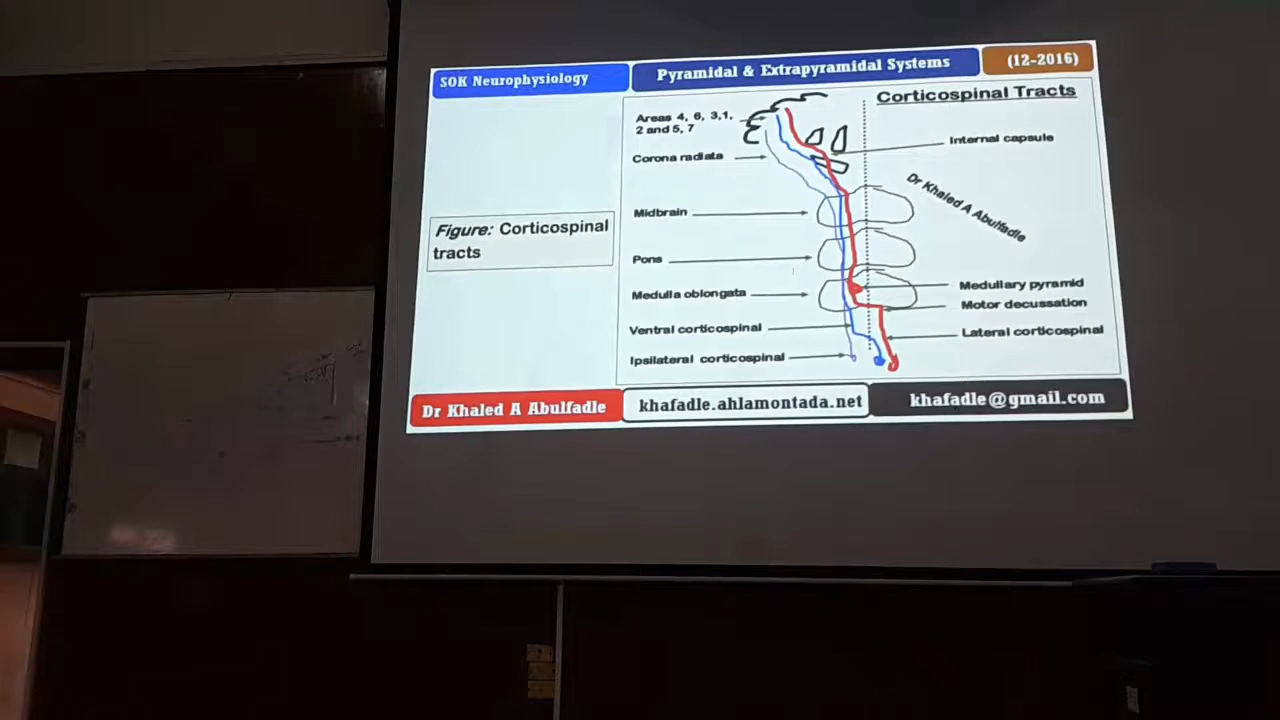 SOK Neurophysiology
Pyramidal & Extrapyramidal Systems
(12-2016)
Corticospinal Tracts
Areas 4, 6, 3,1,
2 and 5, 7
Internal capsule
Corona radiata
Dr Khaled A Abulfadle
Midbrain
Figure: Corticospinal
tracts
Pons
Medulla oblongata
Medullary pyramid
Motor decussation
Ventral corticospinal
Lateral corticospinal
Ipsilateral corticospinal
Dr Khaled A Abulfadle
khafadle.ahlamontada.net
khafadle@gmail.com